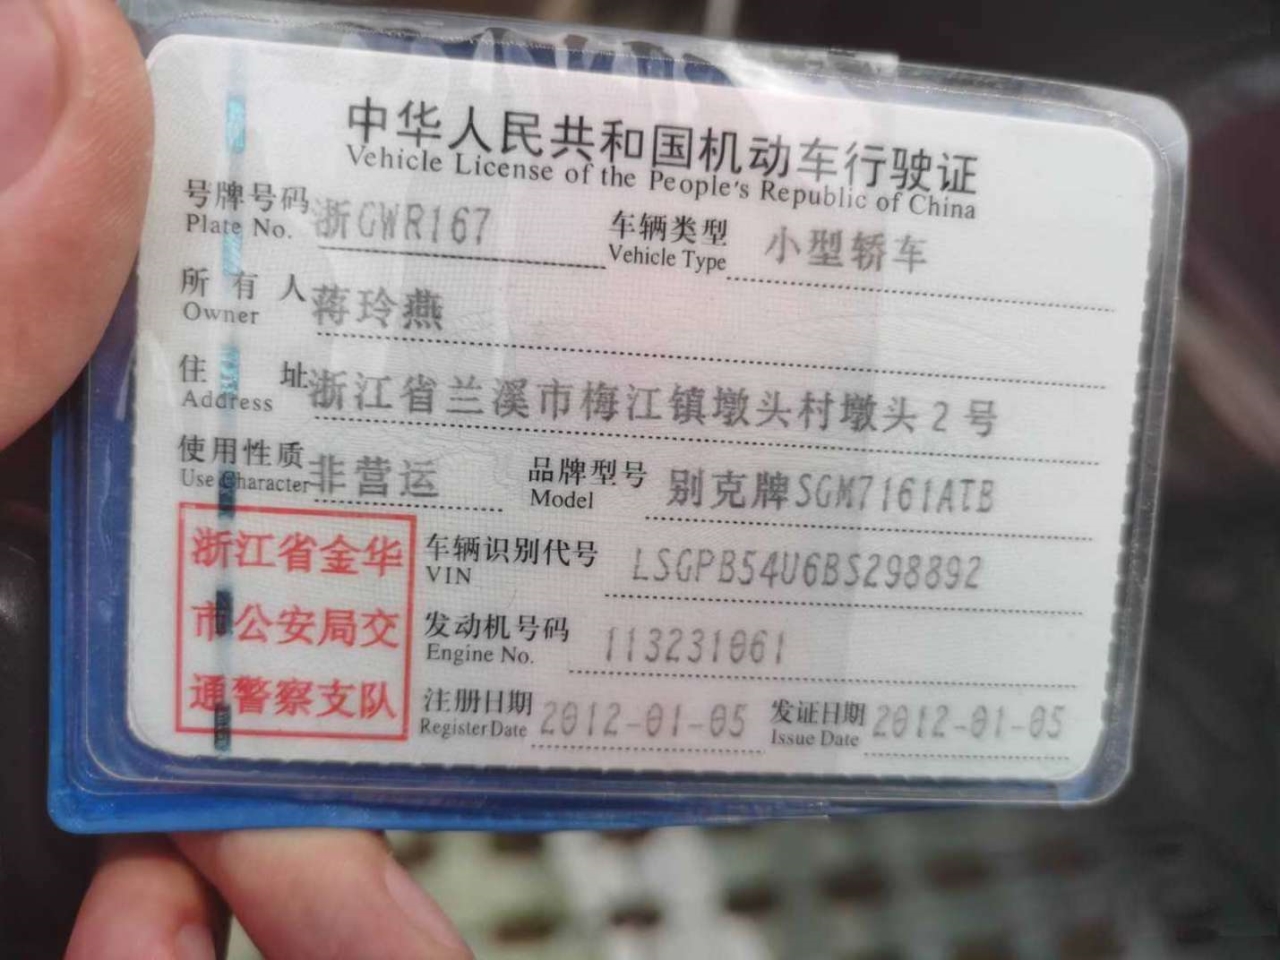 中华人民共和国机动车行驶证
Vehicle License of the People's Republic of China
号牌号码 浙GWR167 车辆类型 小型轿车
Plate No. Vehicle Type
所有人 蒋玲燕
Owner
住址 浙江省兰溪市梅江镇墩头村墩头2号
Address
使用性质 非营运 品牌型号 别克牌SGM7161ATB
Use Character Model
浙江省金华
市公安局交
通警察支队
车辆识别代号 LSGPB54U6BS298892
VIN
发动机号码 113231061
Engine No.
注册日期 2012-01-05 发证日期 2012-01-05
Register Date Issue Date